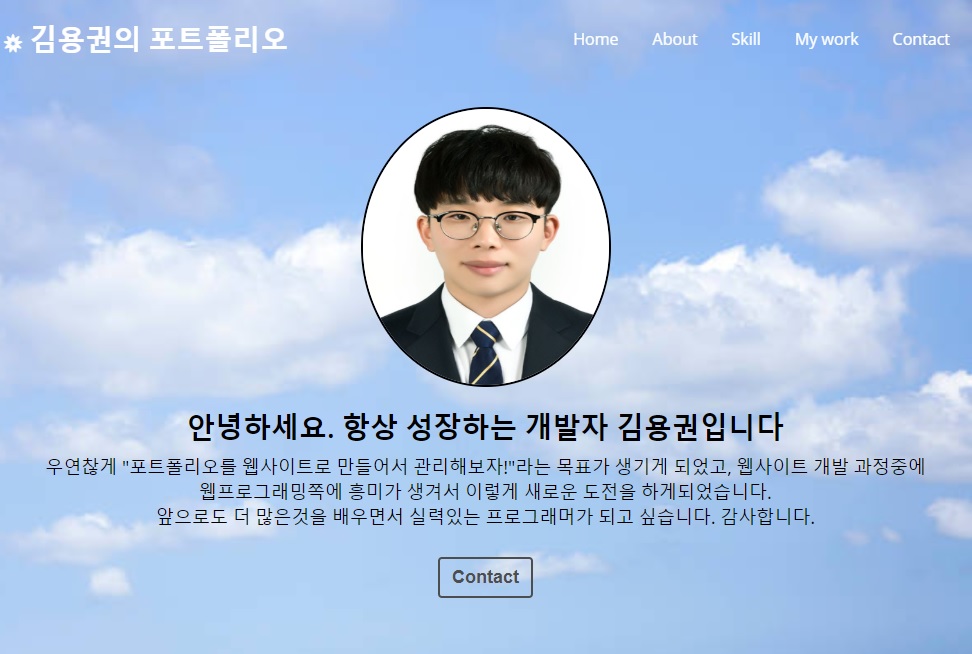 김용권의 포트폴리오
Home About Skill My work Contact
안녕하세요. 항상 성장하는 개발자 김용권입니다
우연찮게 "포트폴리오를 웹사이트로 만들어서 관리해보자!"라는 목표가 생기게 되었고, 웹사이트 개발 과정중에
웹프로그래밍쪽에 흥미가 생겨서 이렇게 새로운 도전을 하게되었습니다.
앞으로도 더 많은것을 배우면서 실력있는 프로그래머가 되고 싶습니다. 감사합니다.
Contact